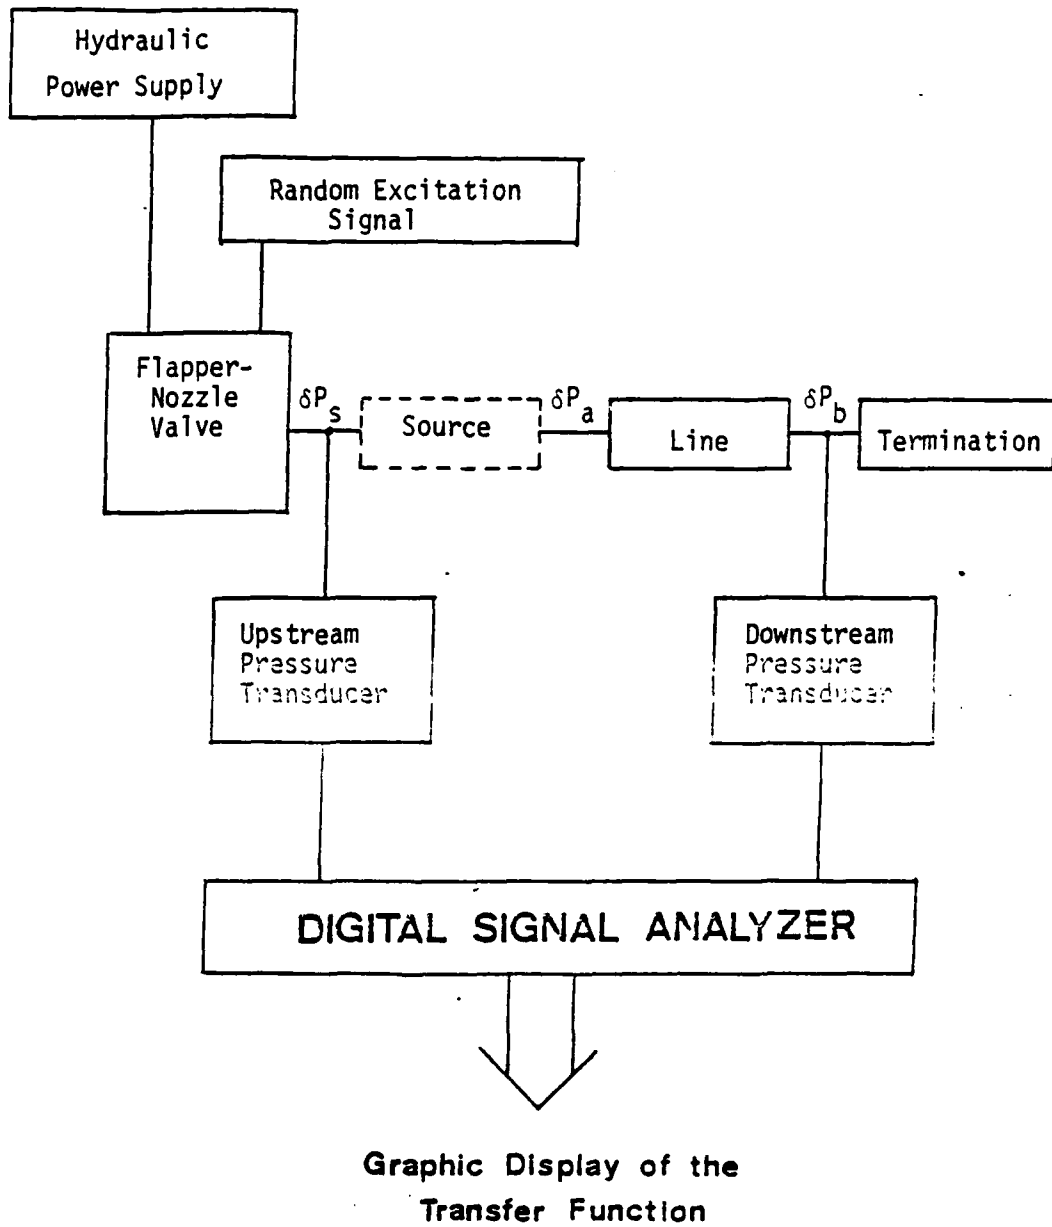 Hydraulic
Power Supply
Random Excitation
Signal
Flapper-
Nozzle
Valve
δPs
Source
δPa
Line
δPb
Termination
Upstream
Pressure
Transducer
Downstream
Pressure
Transducer
DIGITAL SIGNAL ANALYZER
Graphic Display of the
Transfer Function